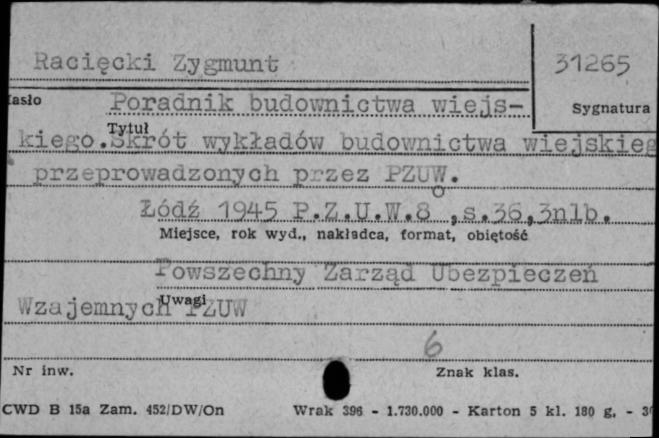 Racięcki Zygmunt
31265
Hasło
Poradnik budownictwa wiejs-
Sygnatura
Tytuł
kiego. Skrót wykładów budownictwa wiejskieg
przeprowadzonych przez PZUW.
Łódź 1945 P.Z.U.W.8°,s.36,3nlb.
Miejsce, rok wyd., nakładca, format, objętość
Powszechny Zarząd Ubezpieczeń
Uwagi
Wzajemnych PZUW
6
Nr inw.
Znak klas.
CWD B 15a Zam. 452/DW/On
Wrak 396 - 1.730.000 - Karton 5 kl. 180 g. -